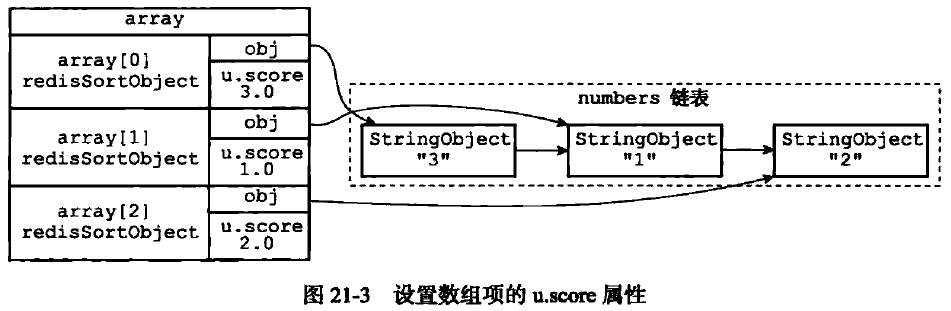 array
array[0]
redisSortObject
obj
u.score
3.0
array[1]
redisSortObject
obj
u.score
1.0
array[2]
redisSortObject
obj
u.score
2.0
numbers 链表
StringObject
"3"
StringObject
"1"
StringObject
"2"
图 21-3 设置数组项的 u.score 属性